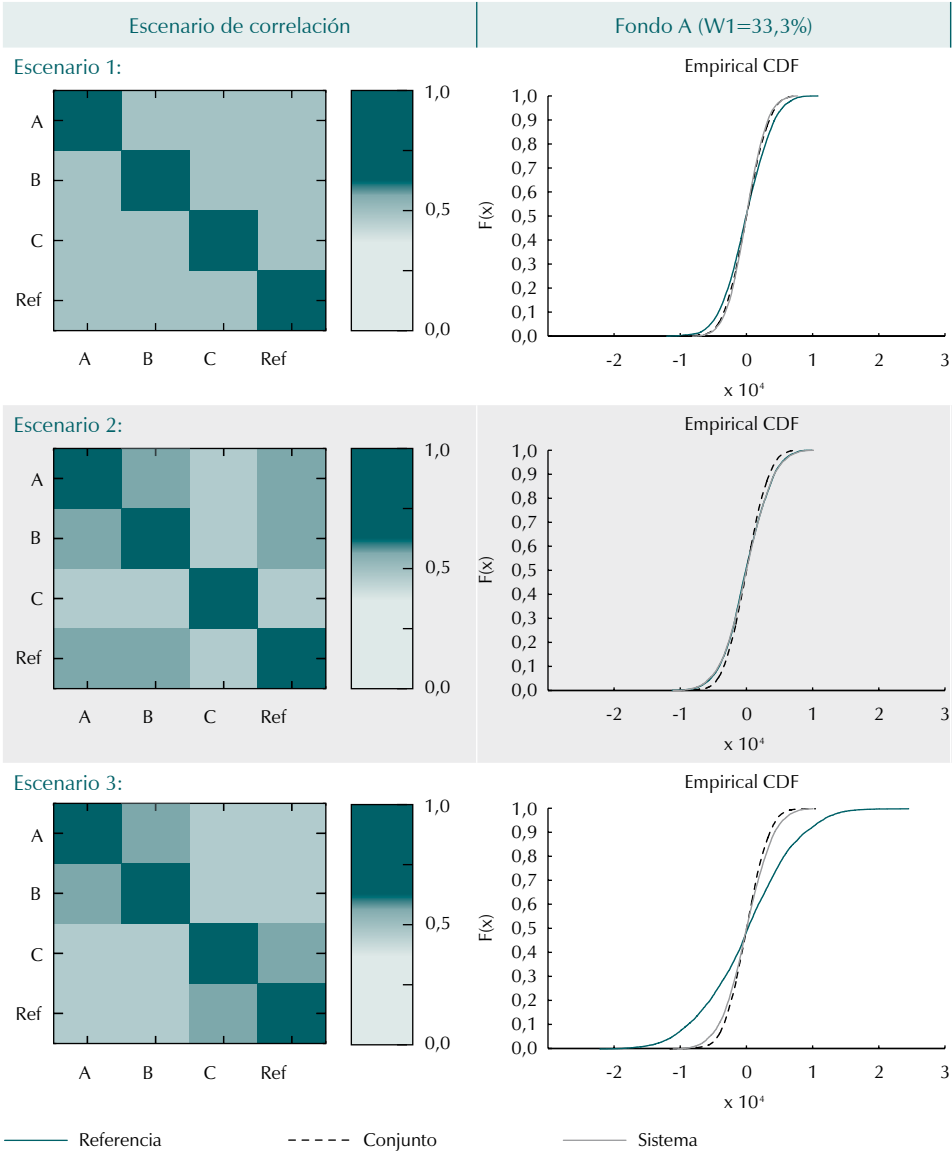 Escenario de correlación
Fondo A (W1=33,3%)
Escenario 1:
A
B
C
Ref
A B C Ref
1,0
0,5
0,0
Empirical CDF
F(x)
1,0
0,9
0,8
0,7
0,6
0,5
0,4
0,3
0,2
0,1
0,0
-2 -1 0 1 2 3
x 10⁴
Escenario 2:
A
B
C
Ref
A B C Ref
1,0
0,5
0,0
Empirical CDF
F(x)
1,0
0,9
0,8
0,7
0,6
0,5
0,4
0,3
0,2
0,1
0,0
-2 -1 0 1 2 3
x 10⁴
Escenario 3:
A
B
C
Ref
A B C Ref
1,0
0,5
0,0
Empirical CDF
F(x)
1,0
0,9
0,8
0,7
0,6
0,5
0,4
0,3
0,2
0,1
0,0
-2 -1 0 1 2 3
x 10⁴
Referencia Conjunto Sistema